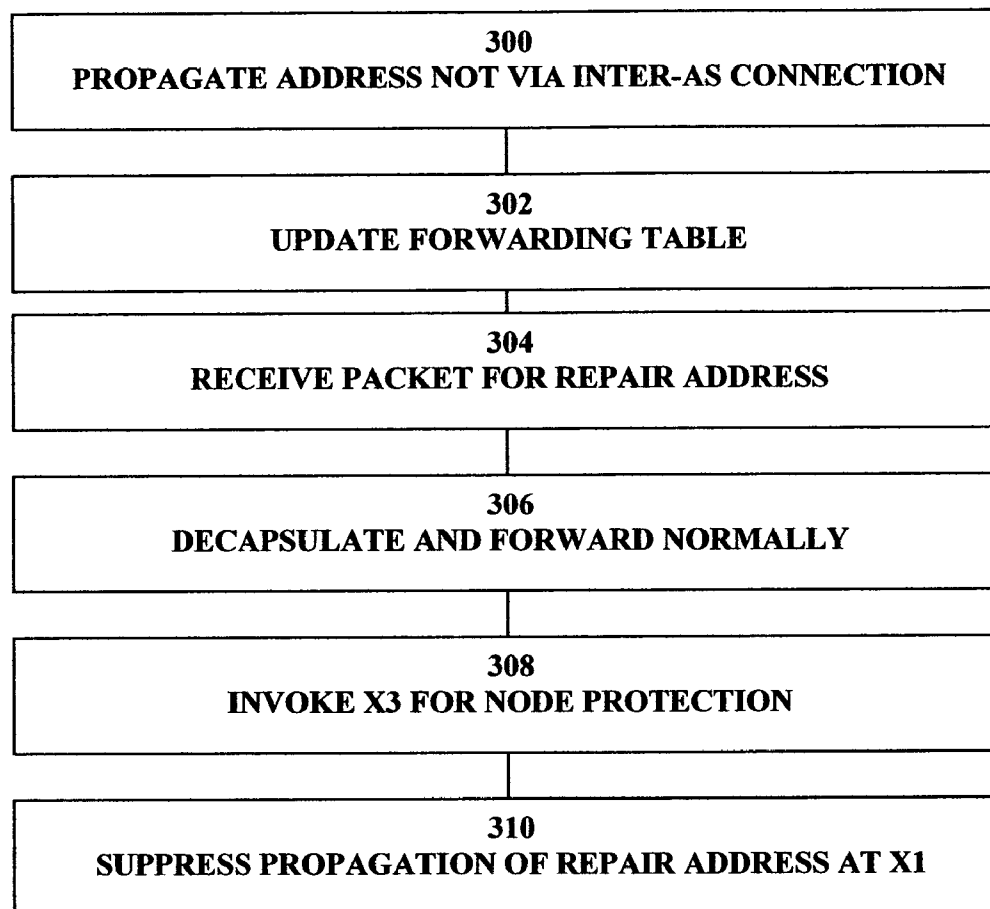 300
PROPAGATE ADDRESS NOT VIA INTER-AS CONNECTION
302
UPDATE FORWARDING TABLE
304
RECEIVE PACKET FOR REPAIR ADDRESS
306
DECAPSULATE AND FORWARD NORMALLY
308
INVOKE X3 FOR NODE PROTECTION
310
SUPPRESS PROPAGATION OF REPAIR ADDRESS AT X1